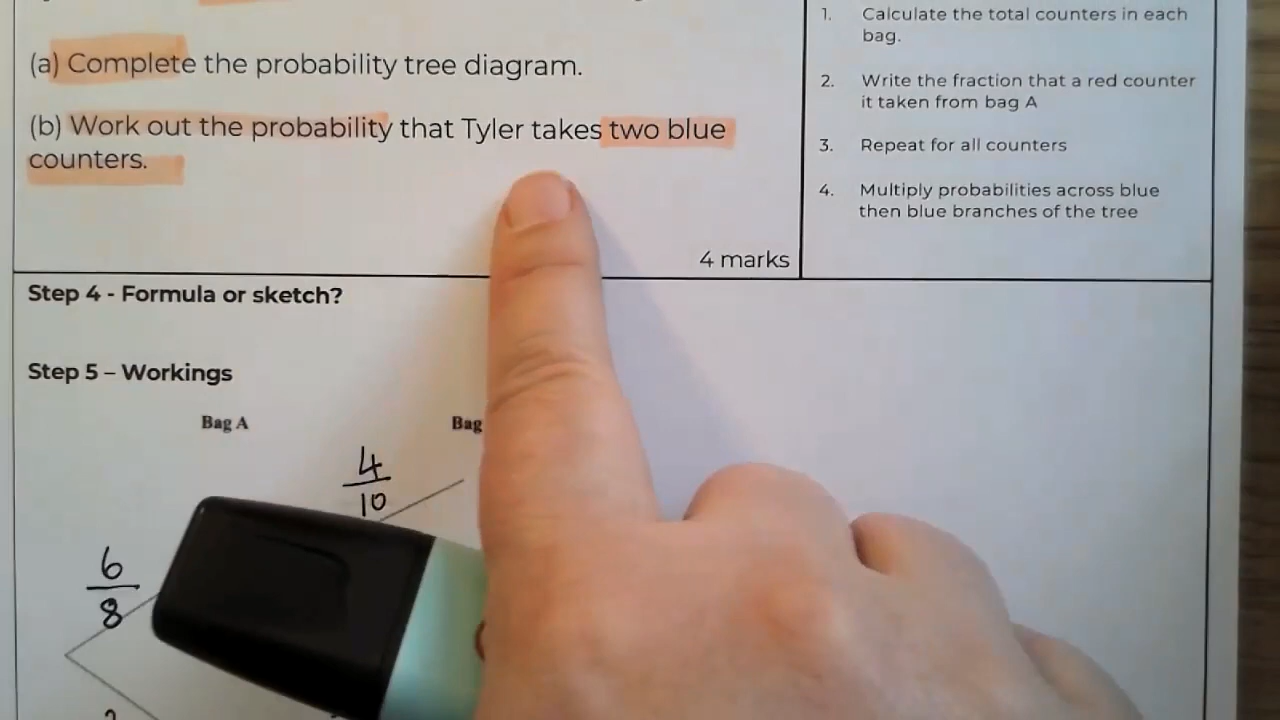 (a) Complete the probability tree diagram.
(b) Work out the probability that Tyler takes two blue
counters.
4 marks
1. Calculate the total counters in each
bag.
2. Write the fraction that a red counter
it taken from bag A
3. Repeat for all counters
4. Multiply probabilities across blue
then blue branches of the tree
Step 4 - Formula or sketch?
Step 5 – Workings
Bag A
Bag
4
10
6
8